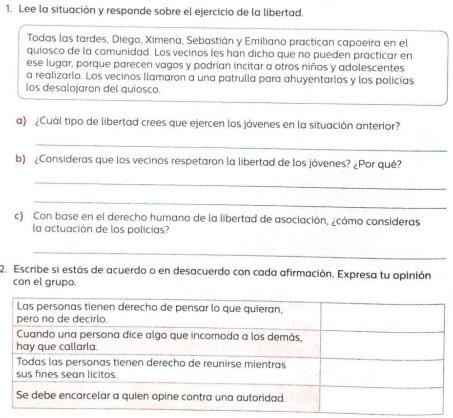 1. Lee la situación y responde sobre el ejercicio de la libertad.
Todas las tardes, Diego, Ximena, Sebastián y Emiliano practican capoeira en el
quiosco de la comunidad. Los vecinos les han dicho que no pueden practicar en
ese lugar, porque parecen vagos y podrían incitar a otros niños y adolescentes
a realizarlo. Los vecinos llamaron a una patrulla para ahuyentarlos y los policías
los desalojaron del quiosco.
a) ¿Cuál tipo de libertad crees que ejercen los jóvenes en la situación anterior?
b) ¿Consideras que los vecinos respetaron la libertad de los jóvenes? ¿Por qué?
c) Con base en el derecho humano de la libertad de asociación, ¿cómo consideras
la actuación de los policías?
2. Escribe si estás de acuerdo o en desacuerdo con cada afirmación. Expresa tu opinión
con el grupo.
Las personas tienen derecho de pensar lo que quieran,
pero no de decirlo.
Cuando una persona dice algo que incomoda a los demás,
hay que callarla.
Todas las personas tienen derecho de reunirse mientras
sus fines sean lícitos.
Se debe encarcelar a quien opine contra una autoridad.